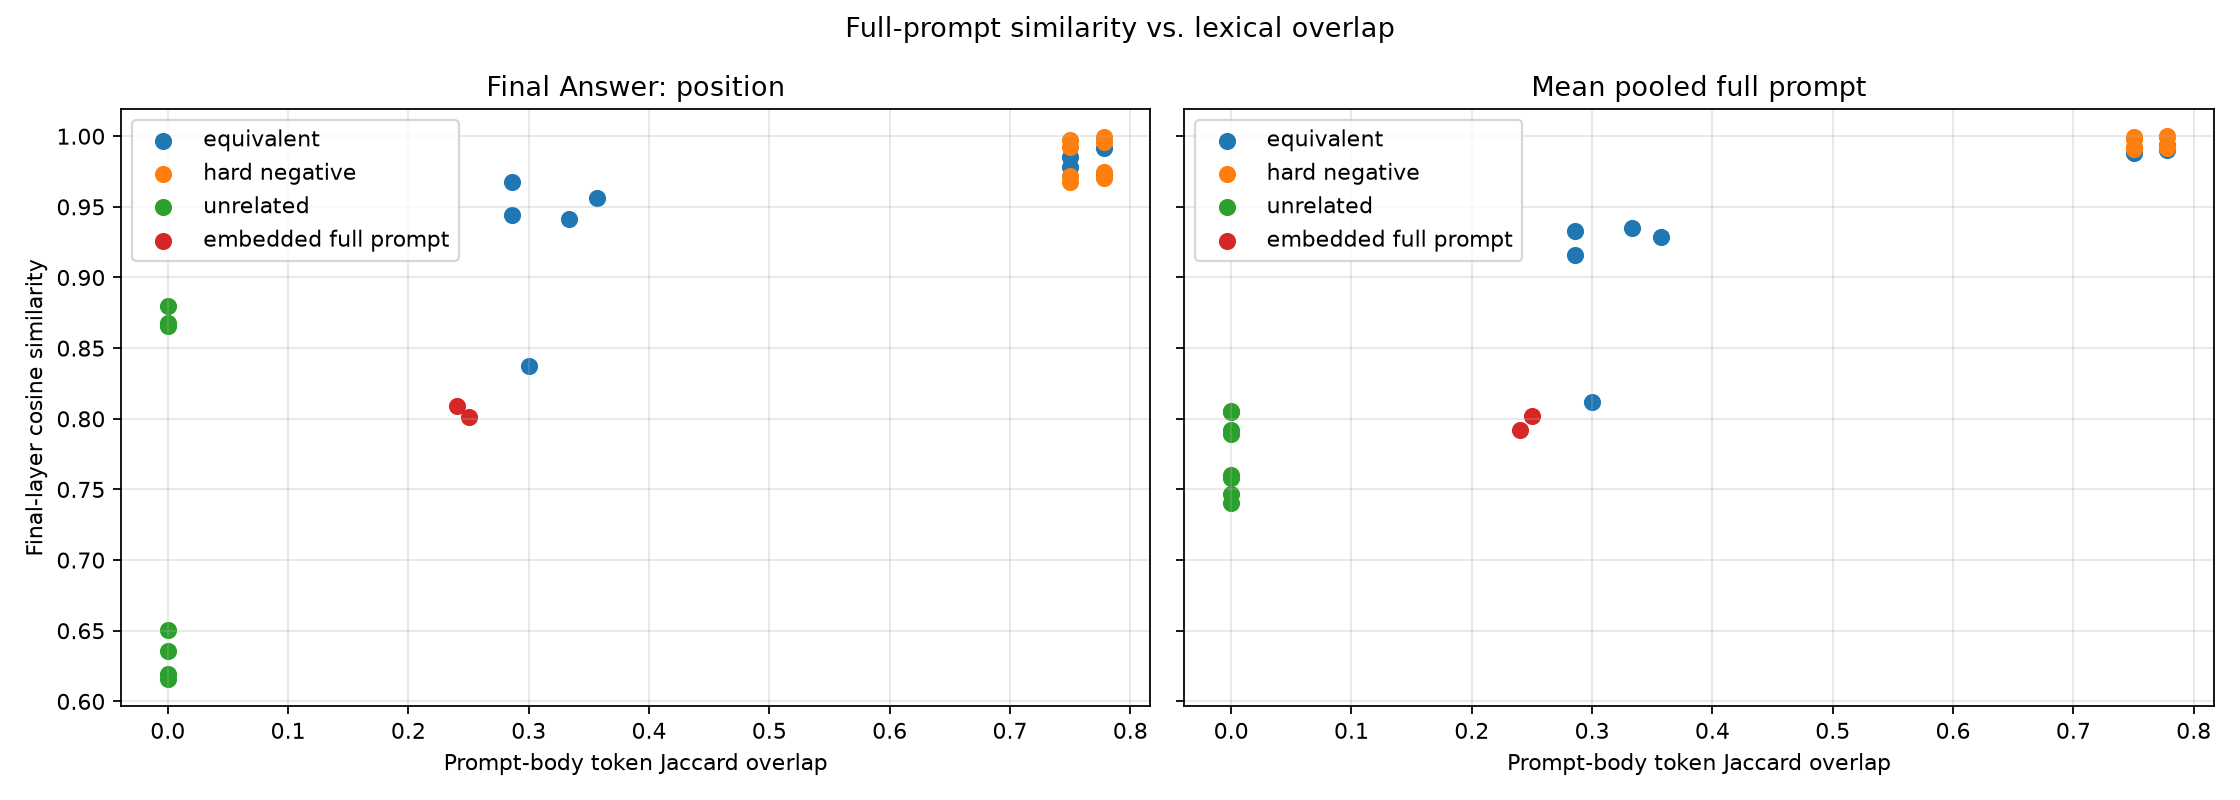 Full-prompt similarity vs. lexical overlap
Final Answer: position
equivalent
hard negative
unrelated
embedded full prompt
Final-layer cosine similarity
1.00
0.95
0.90
0.85
0.80
0.75
0.70
0.65
0.60
0.0 0.1 0.2 0.3 0.4 0.5 0.6 0.7 0.8
Prompt-body token Jaccard overlap
Mean pooled full prompt
equivalent
hard negative
unrelated
embedded full prompt
0.0 0.1 0.2 0.3 0.4 0.5 0.6 0.7 0.8
Prompt-body token Jaccard overlap